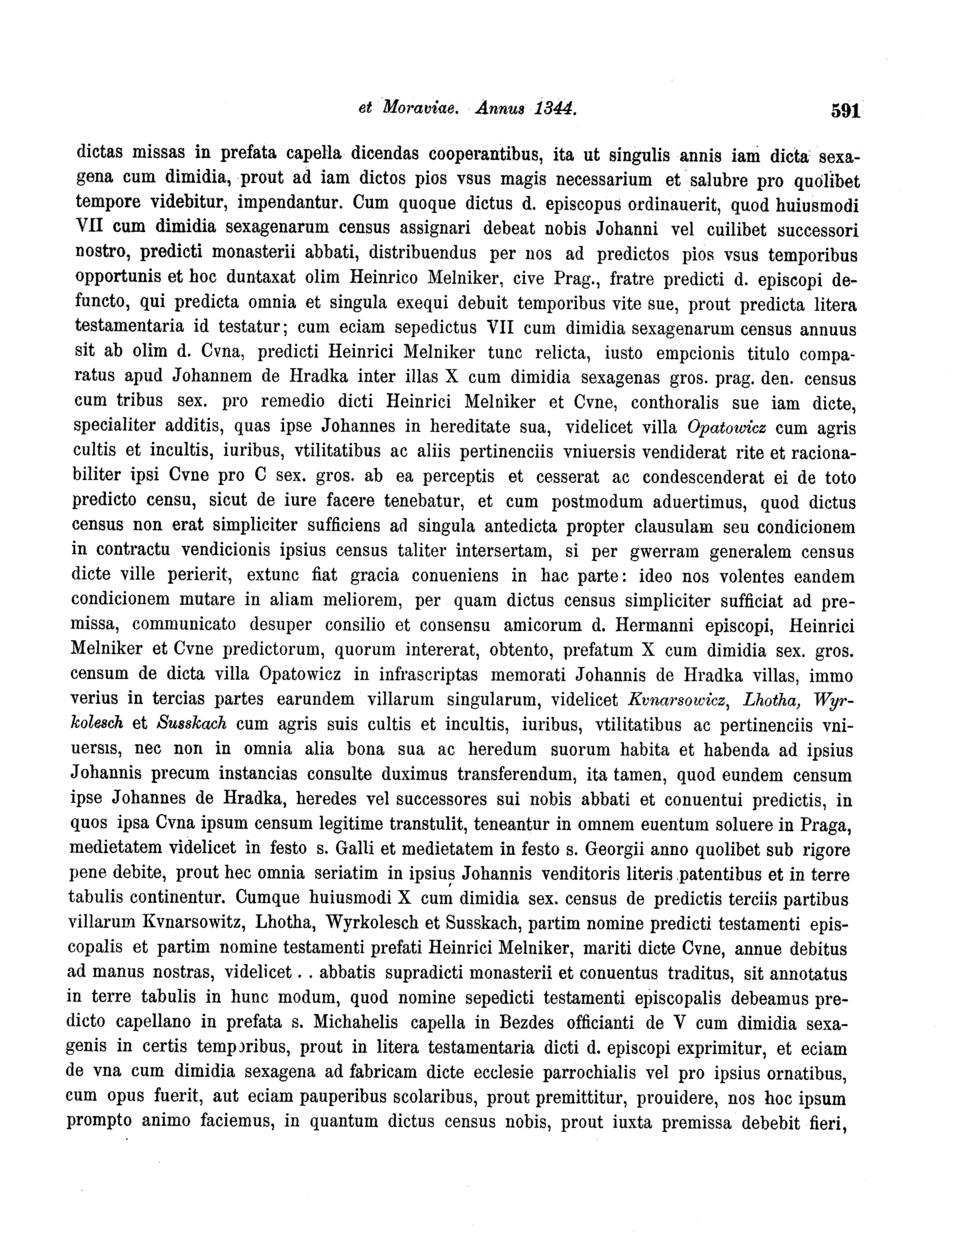 et Moraviae. Annus 1344. 591
dictas missas in prefata capella dicendas cooperantibus, ita ut singulis annis iam dicta sexa-
gena cum dimidia, prout ad iam dictos pios vsus magis necessarium et salubre pro quolibet
tempore videbitur, impendantur. Cum quoque dictus d. episcopus ordinauerit, quod huiusmodi
VII cum dimidia sexagenarum census assignari debeat nobis Johanni vel cuilibet successori
nostro, predicti monasterii abbati, distribuendus per nos ad predictos pios vsus temporibus
opportunis et hoc duntaxat olim Heinrico Melniker, cive Prag., fratre predicti d. episcopi de-
functo, qui predicta omnia et singula exequi debuit temporibus vite sue, prout predicta litera
testamentaria id testatur; cum eciam sepedictus VII cum dimidia sexagenarum census annuus
sit ab olim d. Cvna, predicti Heinrici Melniker tunc relicta, iusto empcionis titulo compa-
ratus apud Johannem de Hradka inter illas X cum dimidia sexagenas gros. prag. den. census
cum tribus sex. pro remedio dicti Heinrici Melniker et Cvne, conthoralis sue iam dicte,
specialiter additis, quas ipse Johannes in hereditate sua, videlicet villa Opatowicz cum agris
cultis et incultis, iuribus, vtilitatibus ac aliis pertinenciis vniuersis vendiderat rite et raciona-
biliter ipsi Cvne pro C sex. gros. ab ea perceptis et cesserat ac condescenderat ei de toto
predicto censu, sicut de iure facere tenebatur, et cum postmodum aduertimus, quod dictus
census non erat simpliciter sufficiens ad singula antedicta propter clausulam seu condicionem
in contractu vendicionis ipsius census taliter intersertam, si per gwerram generalem census
dicte ville perierit, extunc fiat gracia conueniens in hac parte: ideo nos volentes eandem
condicionem mutare in aliam meliorem, per quam dictus census simpliciter sufficiat ad pre-
missa, communicato desuper consilio et consensu amicorum d. Hermanni episcopi, Heinrici
Melniker et Cvne predictorum, quorum intererat, obtento, prefatum X cum dimidia sex. gros.
censum de dicta villa Opatowicz in infrascriptas memorati Johannis de Hradka villas, immo
verius in tercias partes earundem villarum singularum, videlicet Kvnarsowicz, Lhotha, Wyr-
kolesch et Susskach cum agris suis cultis et incultis, iuribus, vtilitatibus ac pertinenciis vni-
uersis, nec non in omnia alia bona sua ac heredum suorum habita et habenda ad ipsius
Johannis precum instancias consulte duximus transferendum, ita tamen, quod eundem censum
ipse Johannes de Hradka, heredes vel successores sui nobis abbati et conuentui predictis, in
quos ipsa Cvna ipsum censum legitime transtulit, teneantur in omnem euentum soluere in Praga,
medietatem videlicet in festo s. Galli et medietatem in festo s. Georgii anno quolibet sub rigore
pene debite, prout hec omnia seriatim in ipsius Johannis venditoris literis patentibus et in terre
tabulis continentur. Cumque huiusmodi X cum dimidia sex. census de predictis terciis partibus
villarum Kvnarsowitz, Lhotha, Wyrkolesch et Susskach, partim nomine predicti testamenti epis-
copalis et partim nomine testamenti prefati Heinrici Melniker, mariti dicte Cvne, annue debitus
ad manus nostras, videlicet . . abbatis supradicti monasterii et conuentus traditus, sit annotatus
in terre tabulis in hunc modum, quod nomine sepedicti testamenti episcopalis debeamus pre-
dicto capellano in prefata s. Michahelis capella in Bezdes officianti de V cum dimidia sexa-
genis in certis temporibus, prout in litera testamentaria dicti d. episcopi exprimitur, et eciam
de vna cum dimidia sexagena ad fabricam dicte ecclesie parrochialis vel pro ipsius ornatibus,
cum opus fuerit, aut eciam pauperibus scolaribus, prout premittitur, prouidere, nos hoc ipsum
prompto animo faciemus, in quantum dictus census nobis, prout iuxta premissa debebit fieri,